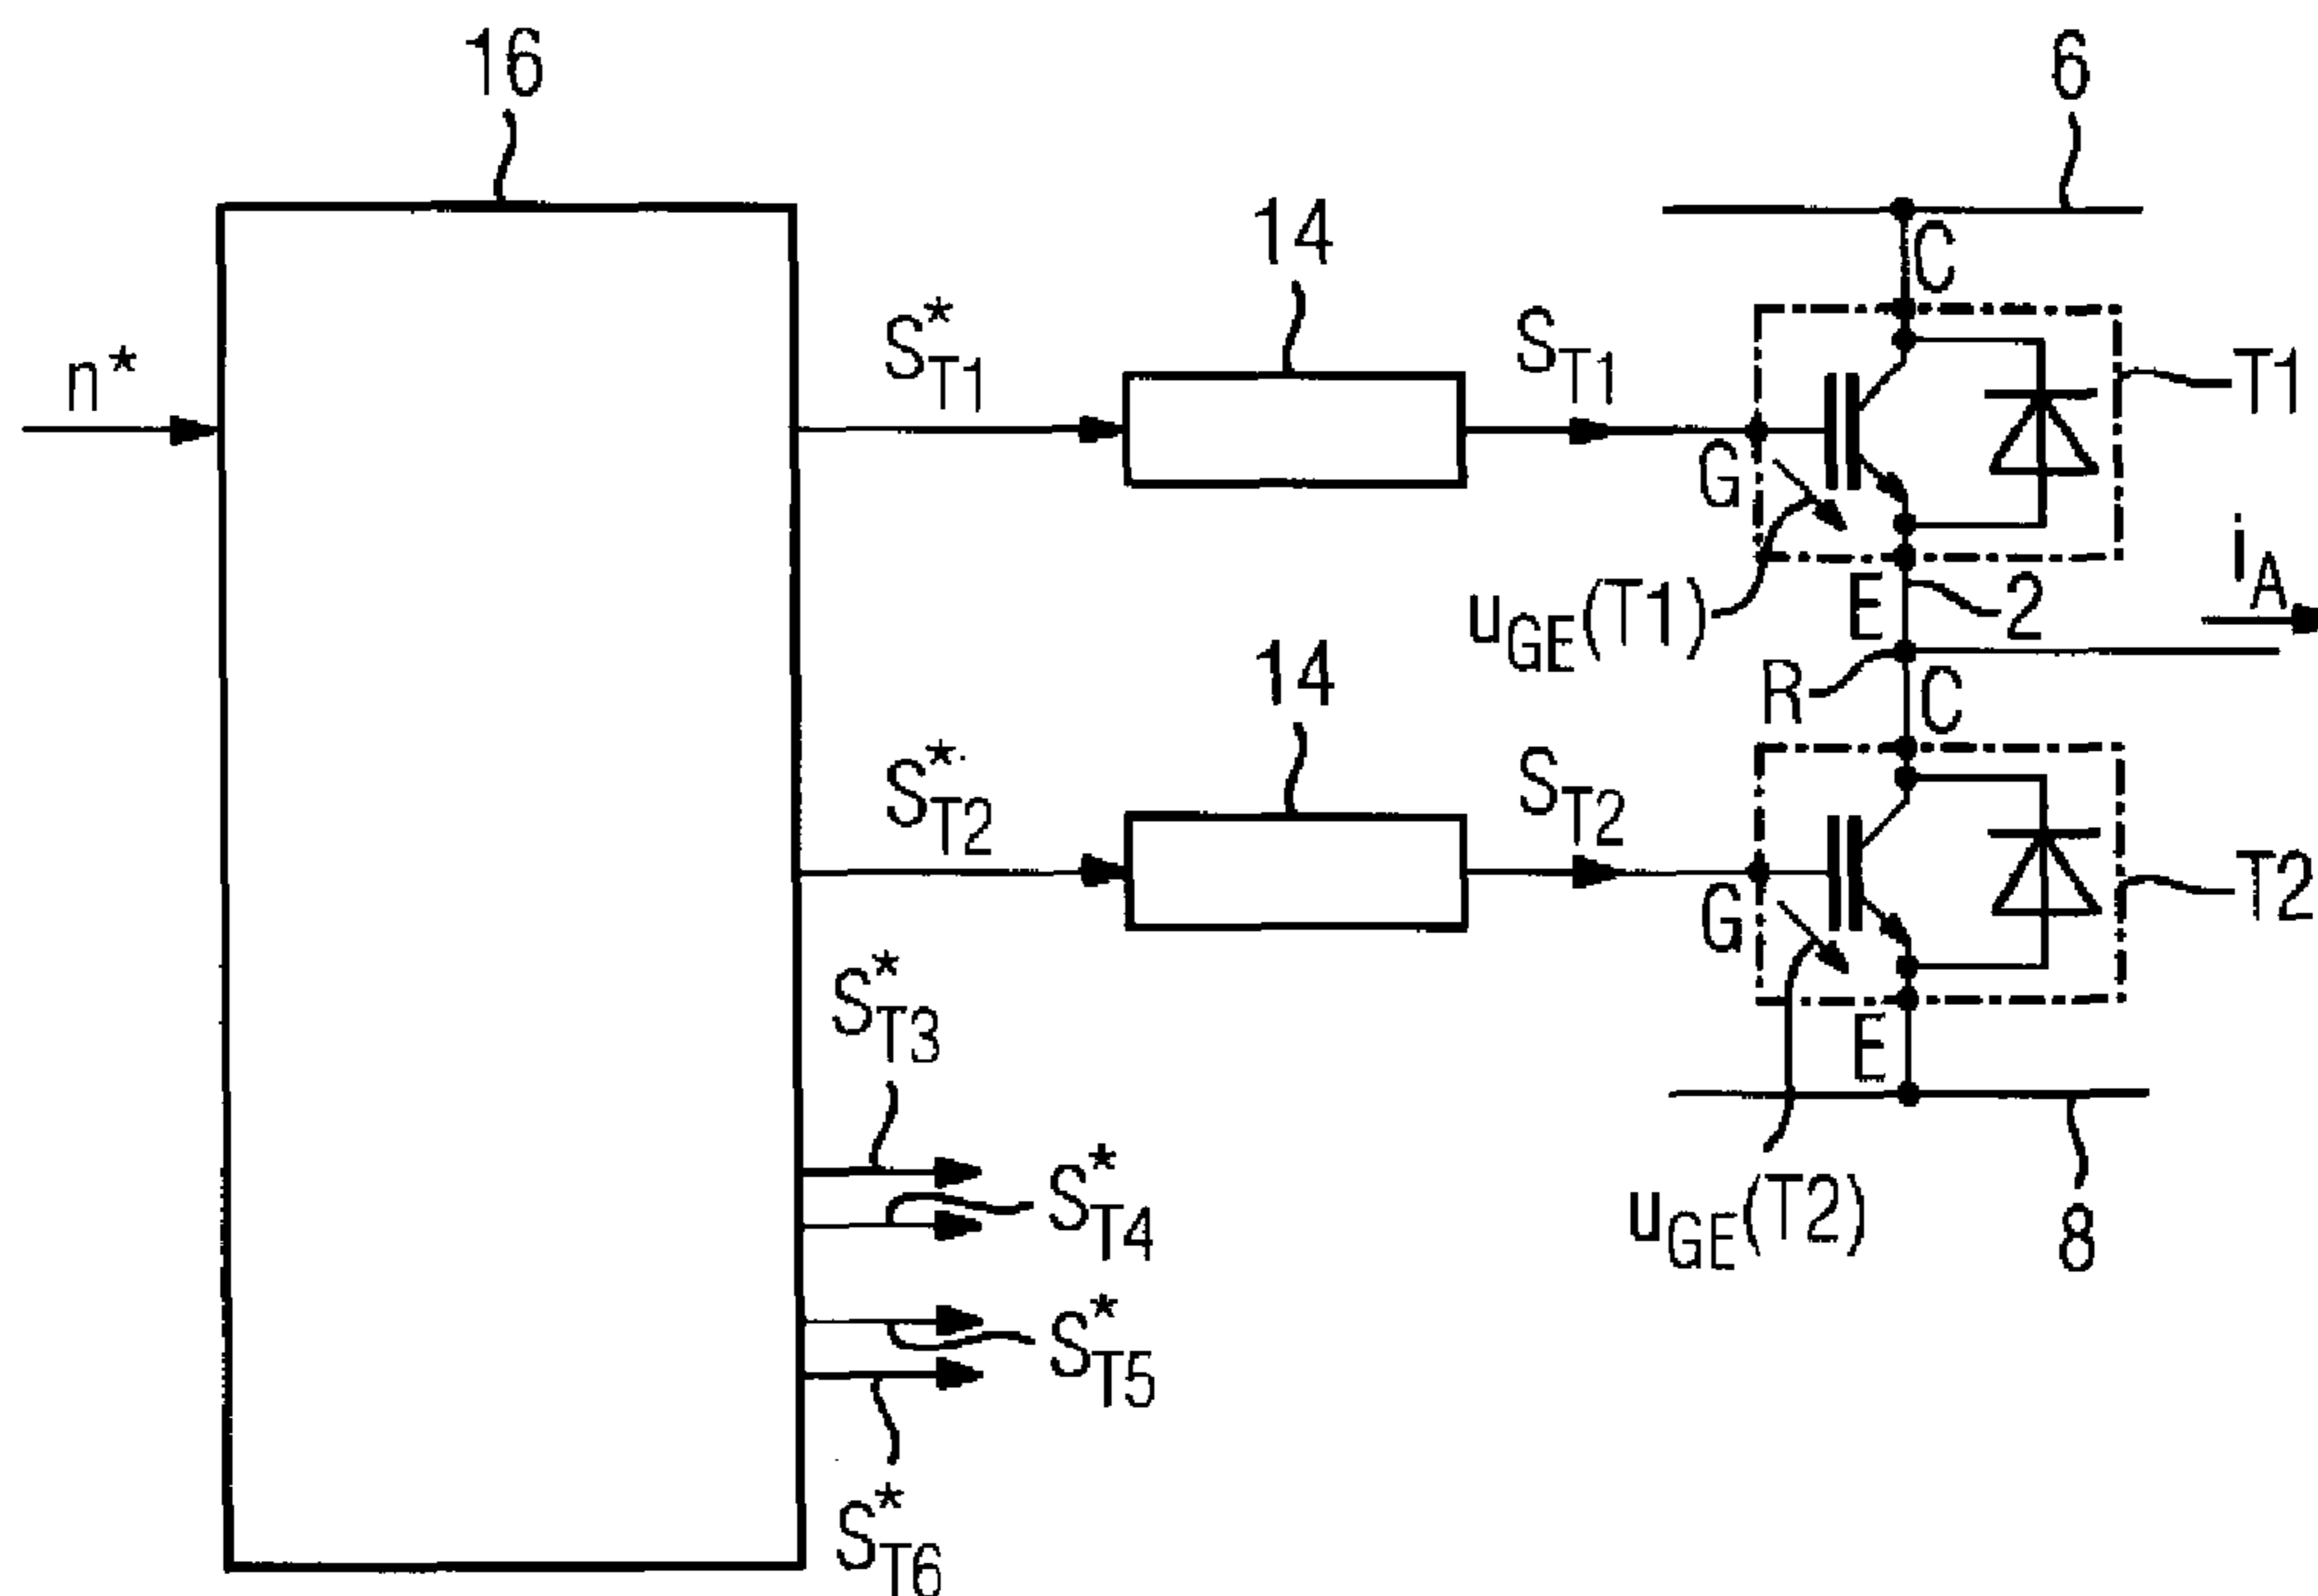 16
6
14
C
n*
S*T1
ST1
T1
G
iA
uGE(T1)
E
2
14
R
C
S*T2
ST2
T2
G
S*T3
E
S*T4
uGE(T2)
8
S*T5
S*T6